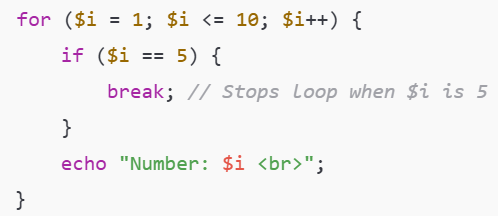 for ($i = 1; $i <= 10; $i++) {
    if ($i == 5) {
        break; // Stops loop when $i is 5
    }
    echo "Number: $i <br>";
}